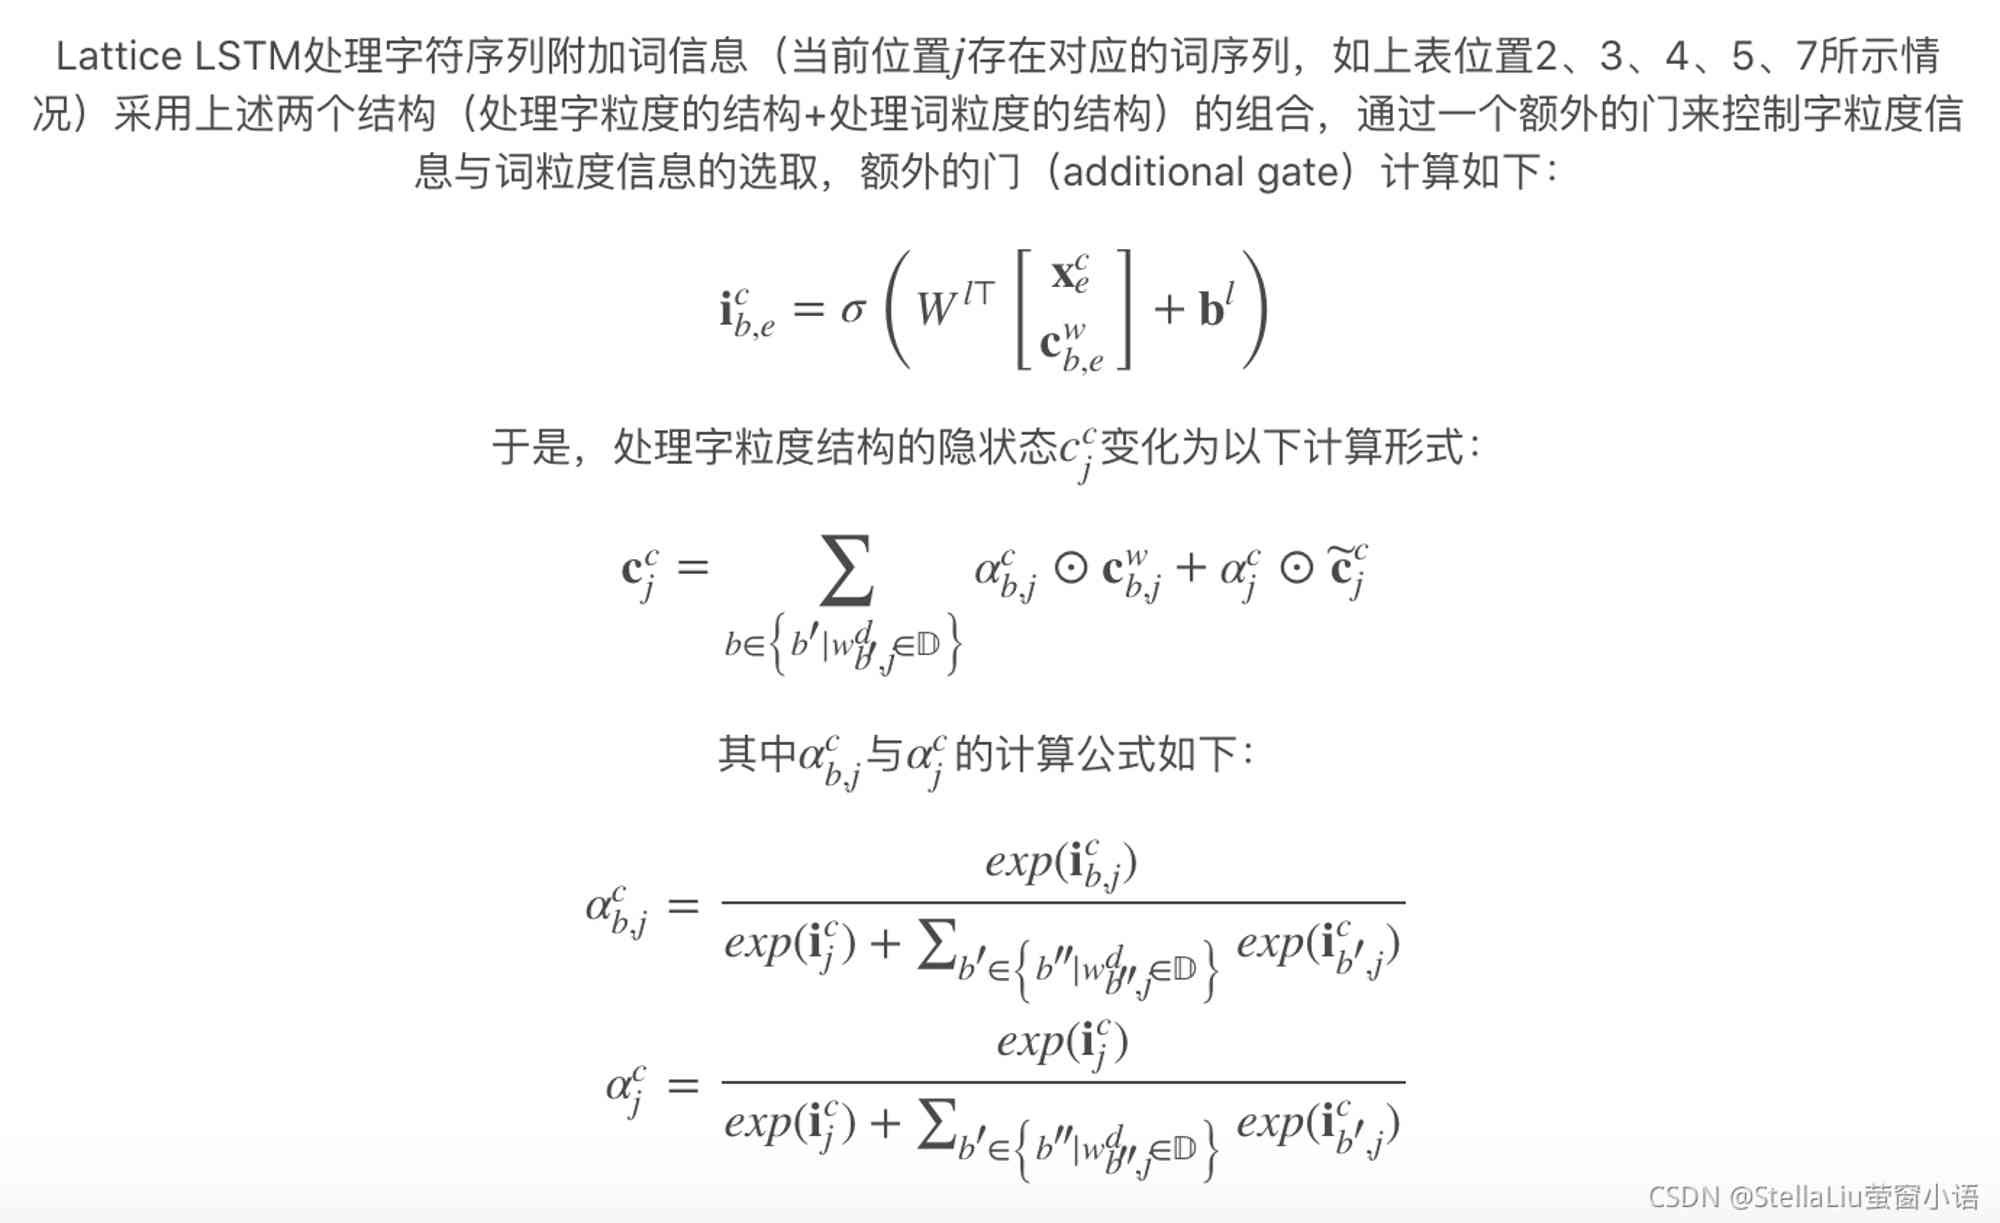 Lattice LSTM处理字符序列附加词信息（当前位置j存在对应的词序列，如上表位置2、3、4、5、7所示情
况）采用上述两个结构（处理字粒度的结构+处理词粒度的结构）的组合，通过一个额外的门来控制字粒度信
息与词粒度信息的选取，额外的门（additional gate）计算如下：
$\mathbf{i}_{b,e}^{c} = \sigma\left(W^{l\top}\begin{bmatrix}\mathbf{x}_{e}^{c}\\ \mathbf{c}_{b,e}^{w}\end{bmatrix} + \mathbf{b}^{l}\right)$
于是，处理字粒度结构的隐状态$c_{j}^{c}$变化为以下计算形式：
$\mathbf{c}_{j}^{c} = \sum_{b\in\{b'|w_{b',j}^{d}\in\mathbb{D}\}} \alpha_{b,j}^{c} \odot \mathbf{c}_{b,j}^{w} + \alpha_{j}^{c} \odot \widetilde{\mathbf{c}}_{j}^{c}$
其中$\alpha_{b,j}^{c}$与$\alpha_{j}^{c}$的计算公式如下：
$\alpha_{b,j}^{c} = \frac{exp(\mathbf{i}_{b,j}^{c})}{exp(\mathbf{i}_{j}^{c}) + \sum_{b'\in\{b''|w_{b'',j}^{d}\in\mathbb{D}\}} exp(\mathbf{i}_{b',j}^{c})}$
$\alpha_{j}^{c} = \frac{exp(\mathbf{i}_{j}^{c})}{exp(\mathbf{i}_{j}^{c}) + \sum_{b'\in\{b''|w_{b'',j}^{d}\in\mathbb{D}\}} exp(\mathbf{i}_{b',j}^{c})}$
CSDN @StellaLiu萤窗小语